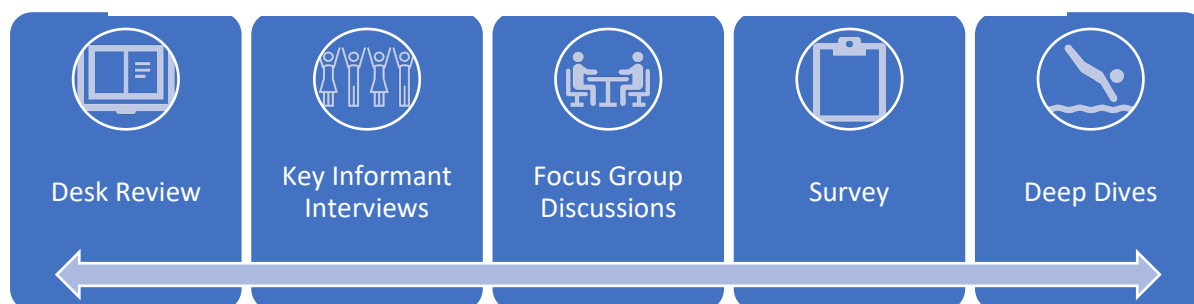 Desk Review
Key Informant
Interviews
Focus Group
Discussions
Survey
Deep Dives